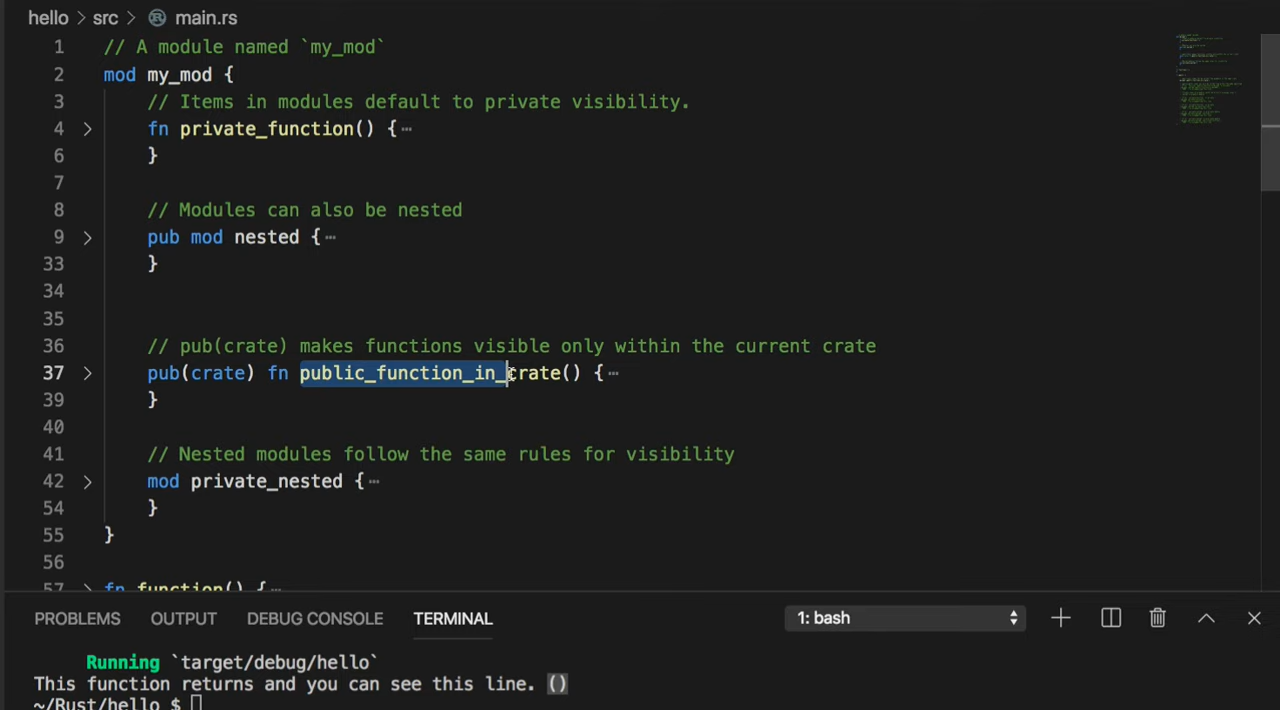 hello > src > main.rs
1 // A module named `my_mod`
2 mod my_mod {
3 // Items in modules default to private visibility.
4 > fn private_function() {⋯
6 }
7
8 // Modules can also be nested
9 > pub mod nested {⋯
33 }
34
35
36 // pub(crate) makes functions visible only within the current crate
37 > pub(crate) fn public_function_in_crate() {⋯
39 }
40
41 // Nested modules follow the same rules for visibility
42 > mod private_nested {⋯
54 }
55 }
56
57 > fn function() {⋯
PROBLEMS OUTPUT DEBUG CONSOLE TERMINAL 1: bash
Running `target/debug/hello`
This function returns and you can see this line. ()
~/Rust/hello $